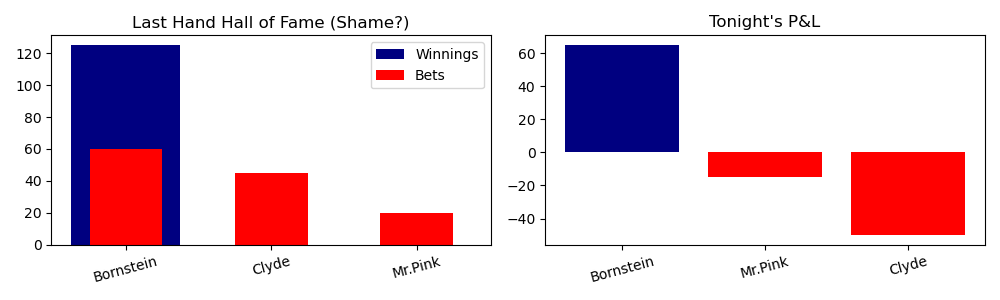 Last Hand Hall of Fame (Shame?)
Winnings
Bets
120
100
80
60
40
20
0
Bornstein
Clyde
Mr.Pink
Tonight's P&L
60
40
20
0
−20
−40
Bornstein
Mr.Pink
Clyde